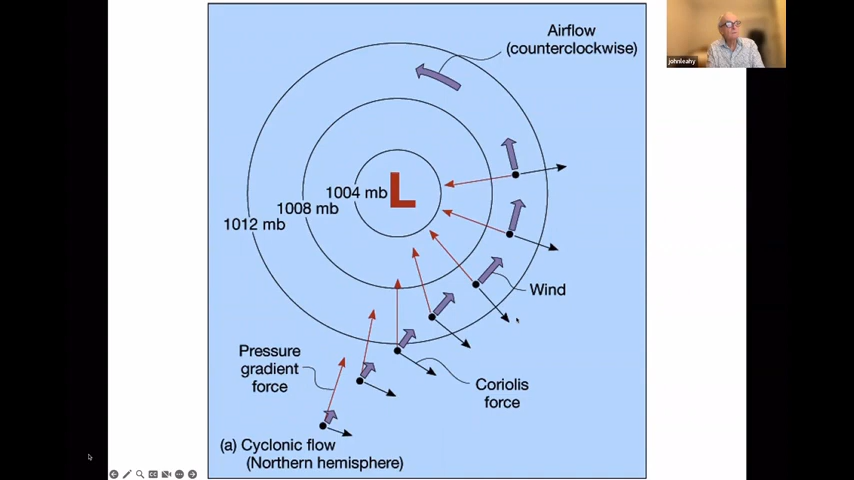 Airflow
(counterclockwise)
johnleahy
L
1004 mb
1008 mb
1012 mb
Wind
Pressure
gradient
force
Coriolis
force
(a) Cyclonic flow
(Northern hemisphere)